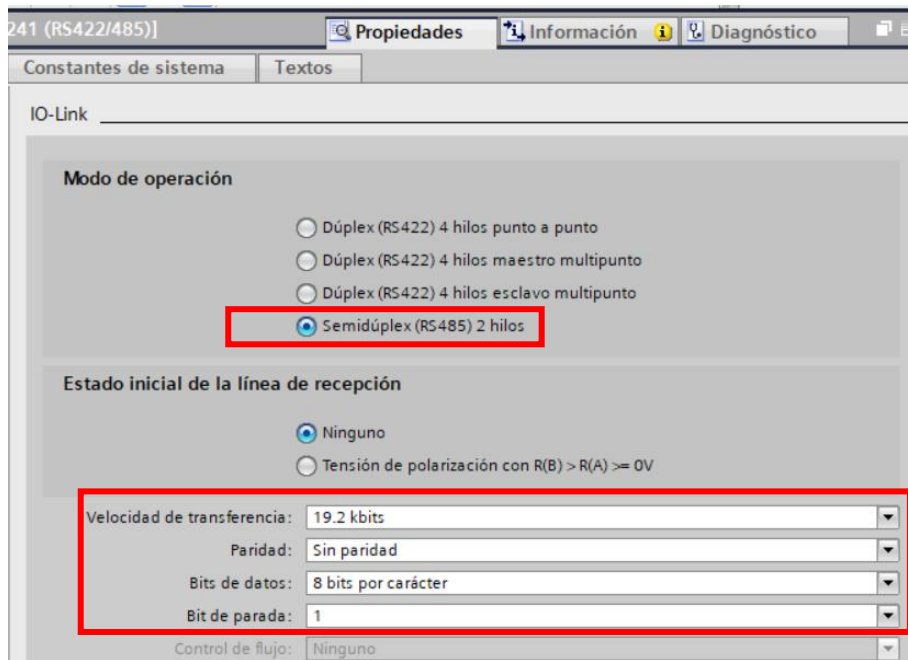 241 (RS422/485)]
Propiedades
Información
Diagnóstico
Constantes de sistema
Textos
IO-Link
Modo de operación
Dúplex (RS422) 4 hilos punto a punto
Dúplex (RS422) 4 hilos maestro multipunto
Dúplex (RS422) 4 hilos esclavo multipunto
Semidúplex (RS485) 2 hilos
Estado inicial de la línea de recepción
Ninguno
Tensión de polarización con R(B) > R(A) >= 0V
Velocidad de transferencia: 19.2 kbits
Paridad: Sin paridad
Bits de datos: 8 bits por carácter
Bit de parada: 1
Control de flujo: Ninguno